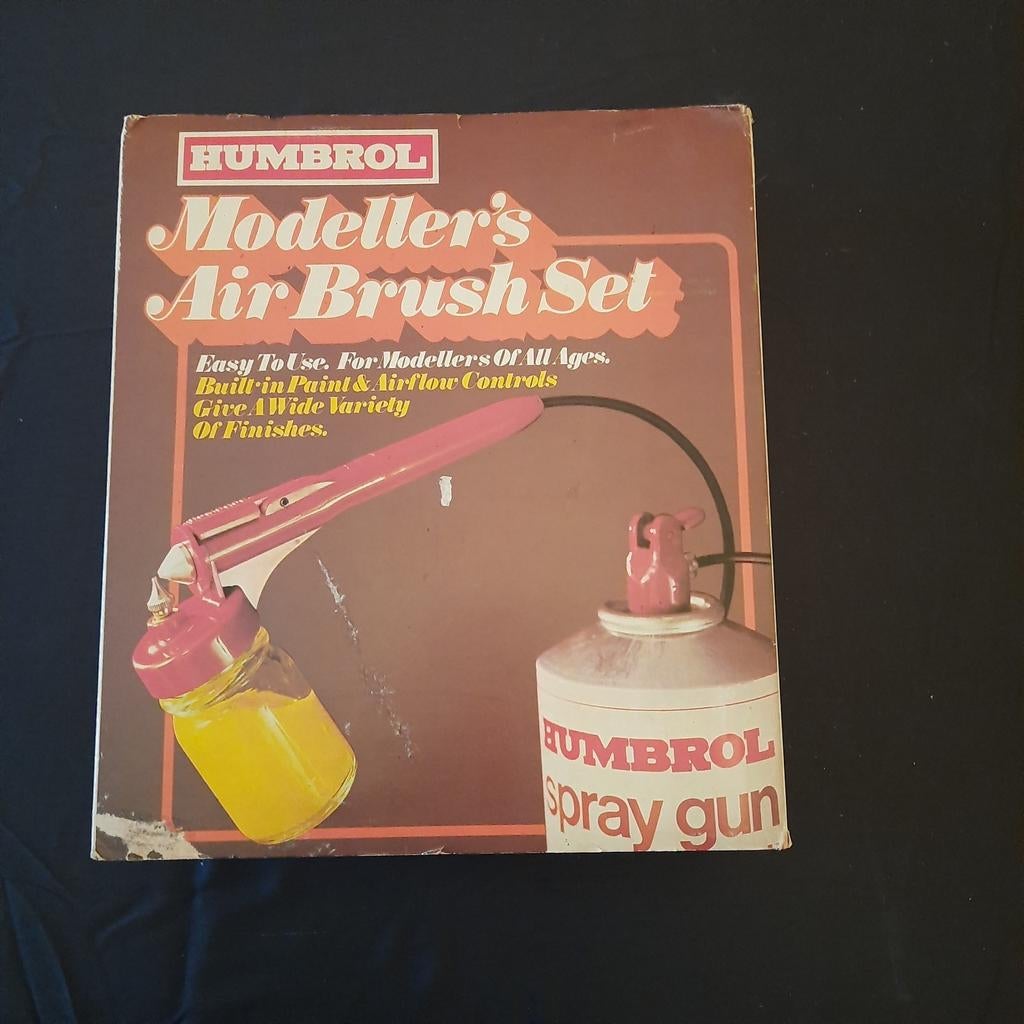 HUMBROL
Modeller's
Air Brush Set
Easy To Use. For Modellers Of All Ages.
Built-in Paint & Airflow Controls
Give A Wide Variety
Of Finishes.
HUMBROL
spray gun